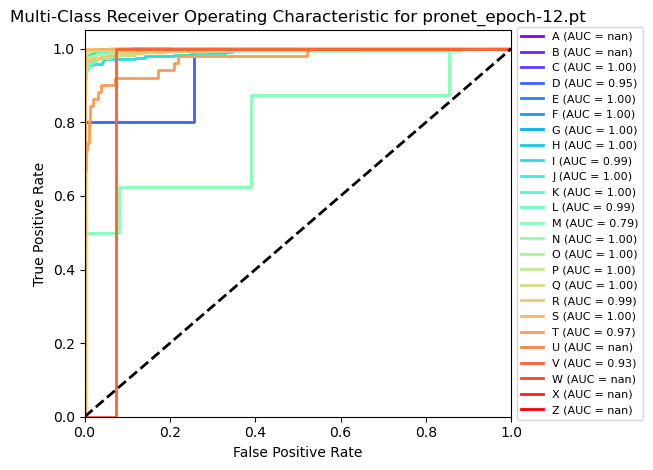 Multi-Class Receiver Operating Characteristic for pronet_epoch-12.pt
1.0
0.8
0.6
0.4
0.2
0.0
True Positive Rate
0.0 0.2 0.4 0.6 0.8 1.0
False Positive Rate
A (AUC = nan)
B (AUC = nan)
C (AUC = 1.00)
D (AUC = 0.95)
E (AUC = 1.00)
F (AUC = 1.00)
G (AUC = 1.00)
H (AUC = 1.00)
I (AUC = 0.99)
J (AUC = 1.00)
K (AUC = 1.00)
L (AUC = 0.99)
M (AUC = 0.79)
N (AUC = 1.00)
O (AUC = 1.00)
P (AUC = 1.00)
Q (AUC = 1.00)
R (AUC = 0.99)
S (AUC = 1.00)
T (AUC = 0.97)
U (AUC = nan)
V (AUC = 0.93)
W (AUC = nan)
X (AUC = nan)
Z (AUC = nan)